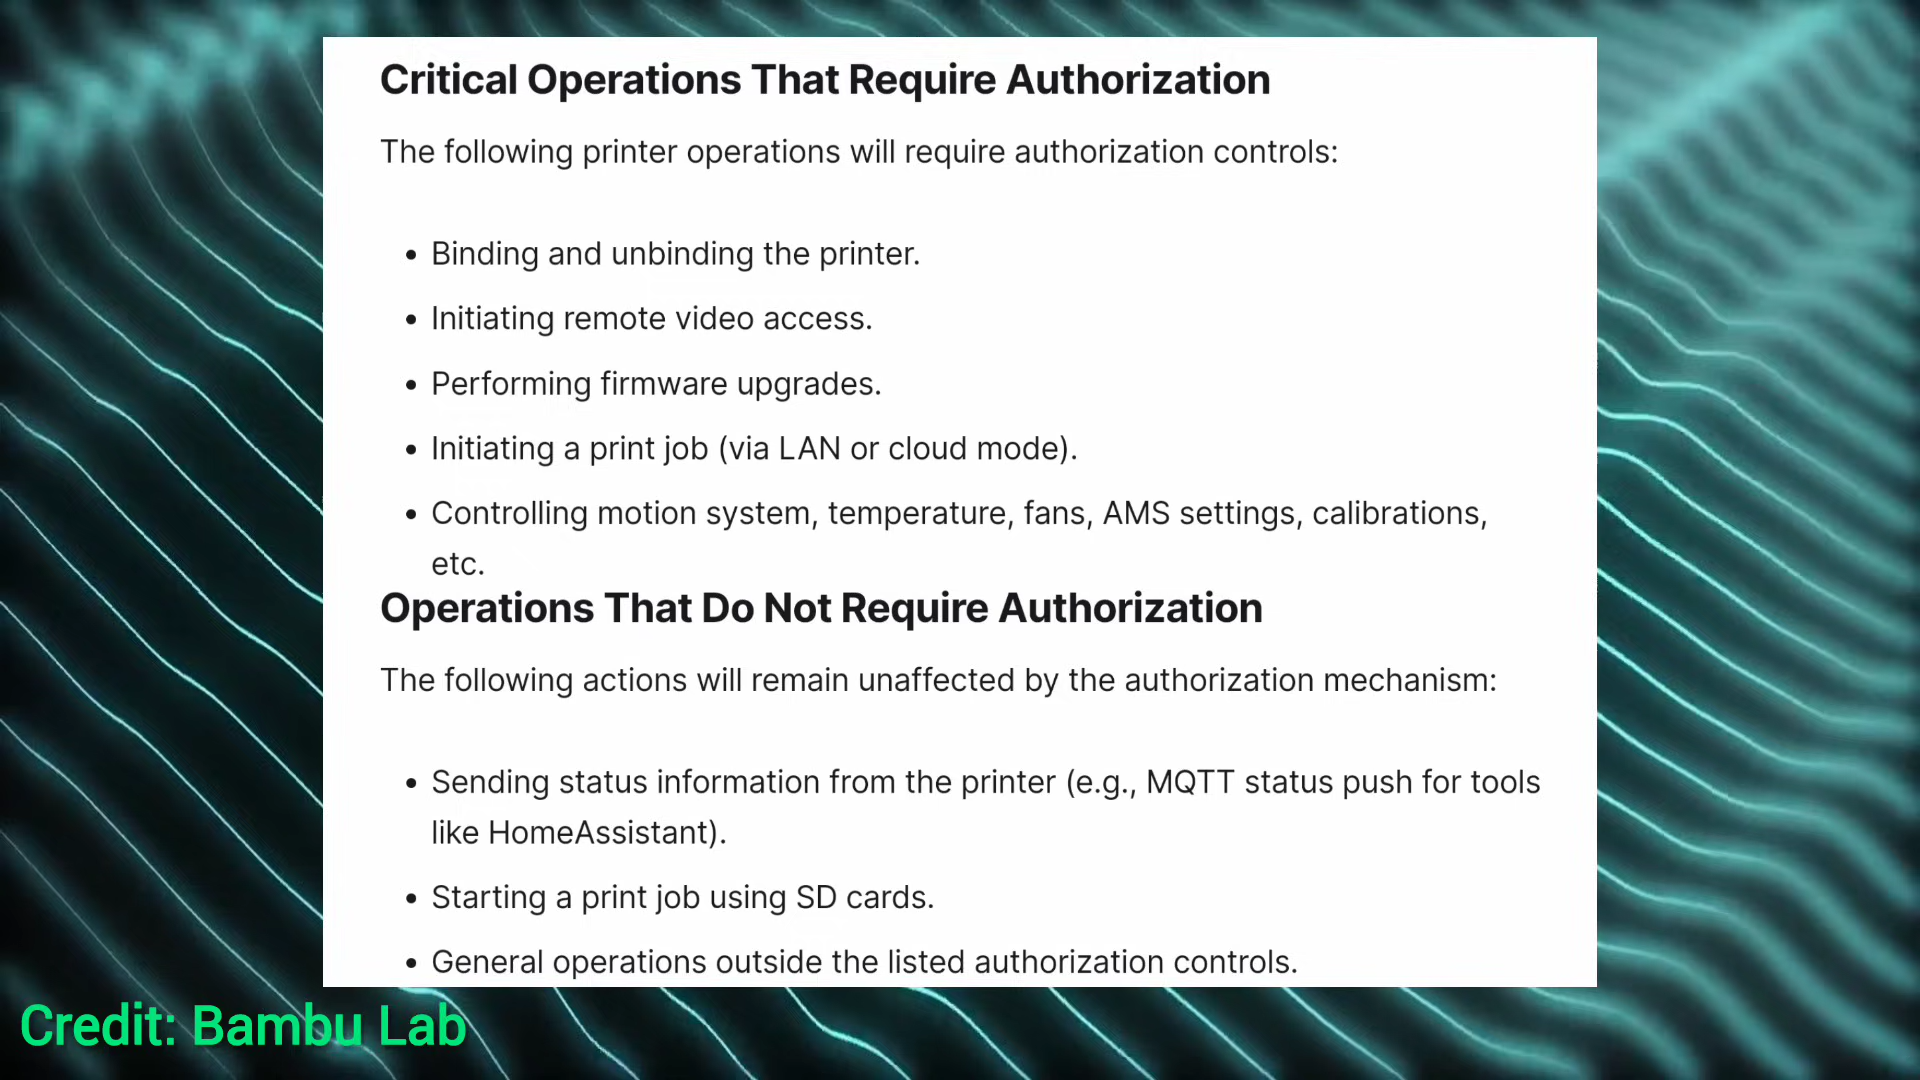 Critical Operations That Require Authorization
The following printer operations will require authorization controls:
• Binding and unbinding the printer.
• Initiating remote video access.
• Performing firmware upgrades.
• Initiating a print job (via LAN or cloud mode).
• Controlling motion system, temperature, fans, AMS settings, calibrations,
etc.
Operations That Do Not Require Authorization
The following actions will remain unaffected by the authorization mechanism:
• Sending status information from the printer (e.g., MQTT status push for tools
like HomeAssistant).
• Starting a print job using SD cards.
• General operations outside the listed authorization controls.
Credit: Bambu Lab